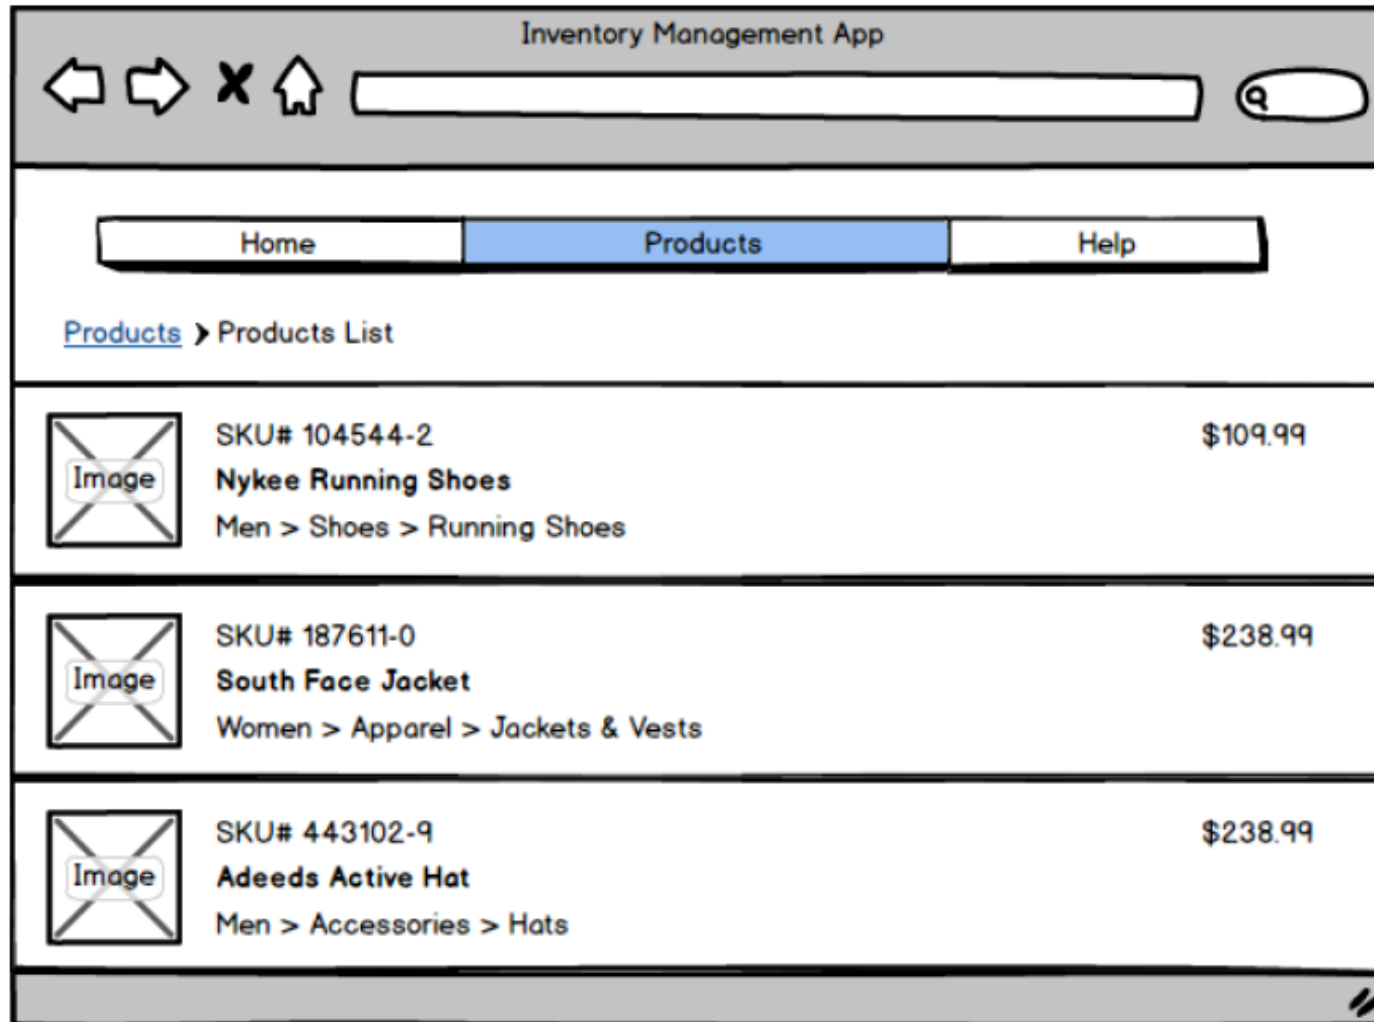 Inventory Management App
Home Products Help
Products > Products List
SKU# 104544-2 $109.99
Image
Nykee Running Shoes
Men > Shoes > Running Shoes
SKU# 187611-0 $238.99
Image
South Face Jacket
Women > Apparel > Jackets & Vests
SKU# 443102-9 $238.99
Image
Adeeds Active Hat
Men > Accessories > Hats